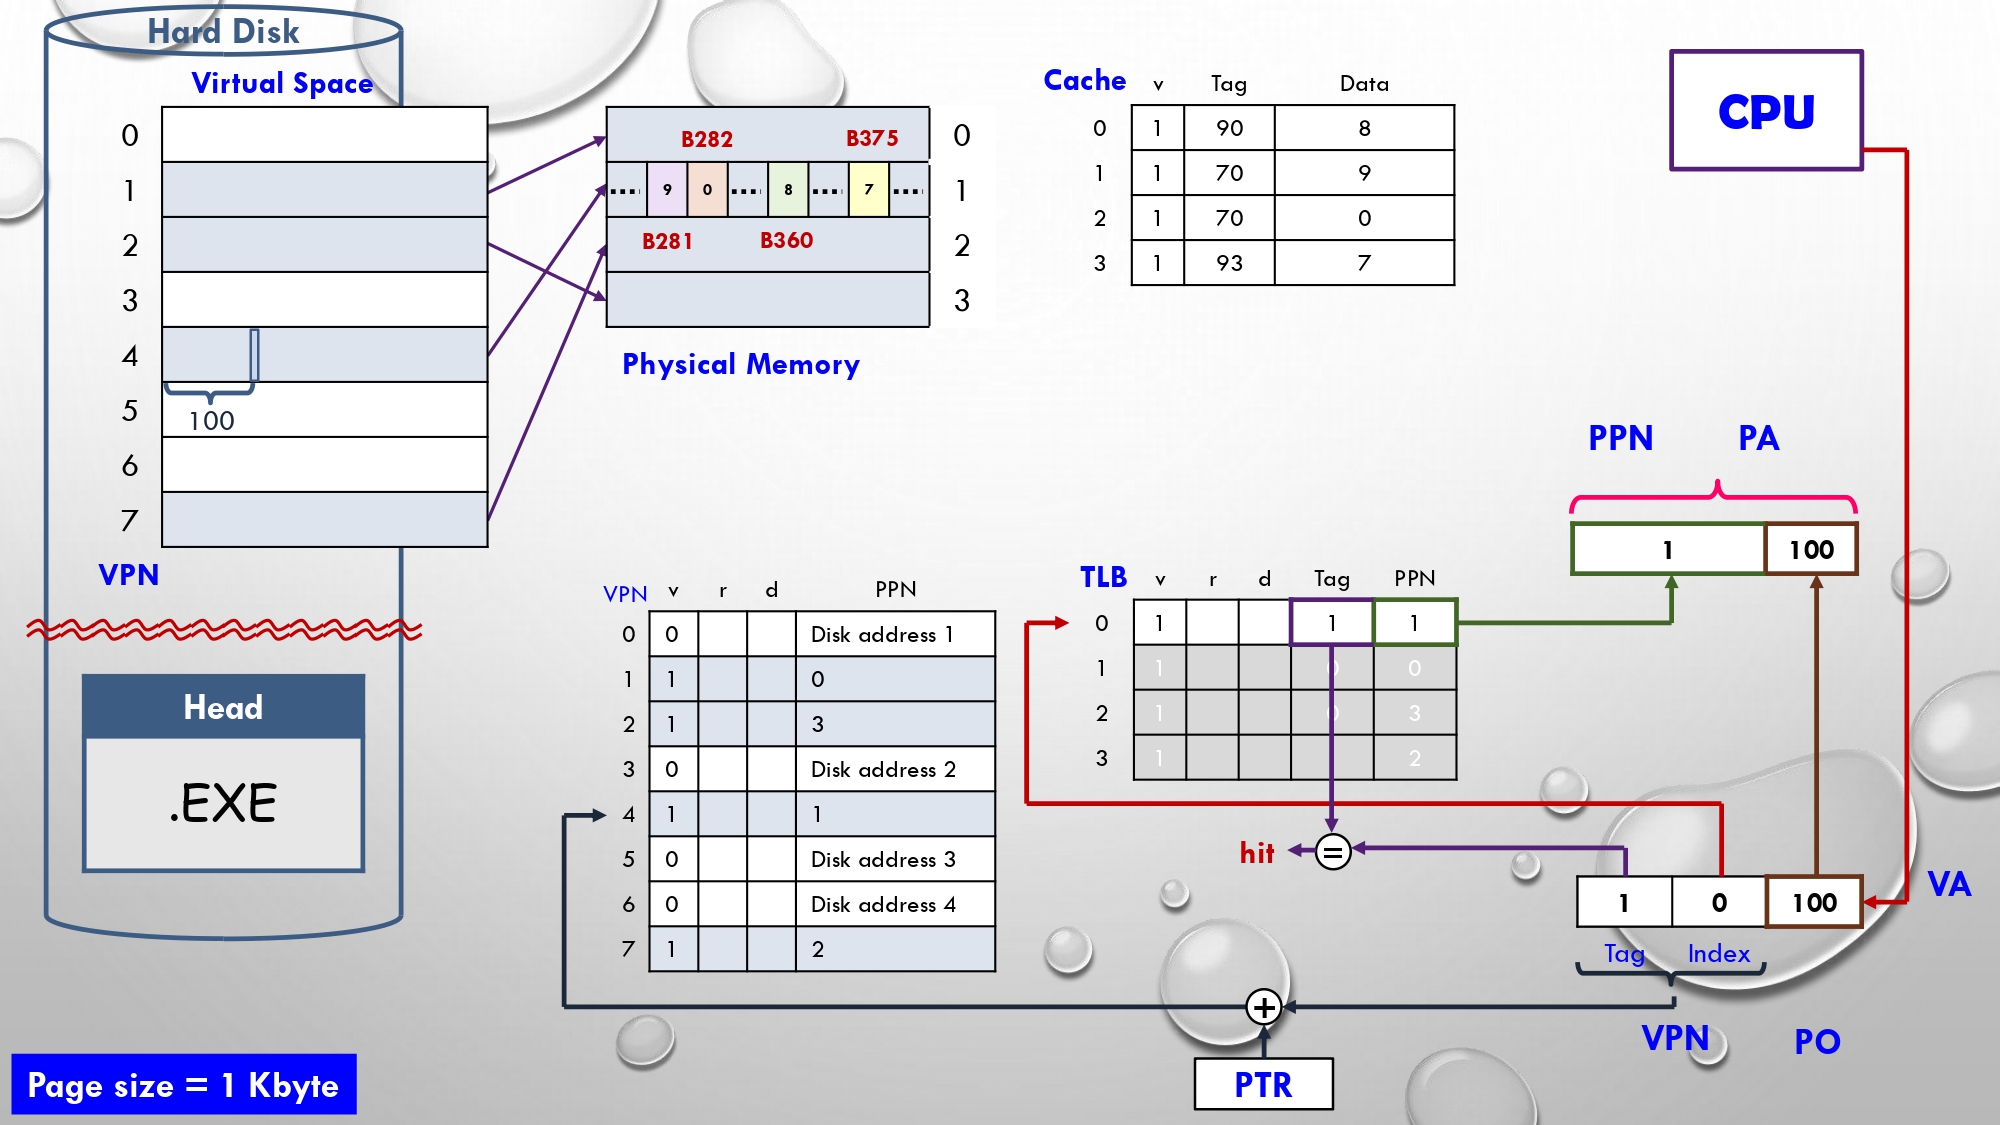 Hard Disk
Virtual Space
0
1
2
3
4
5
6
7
100
VPN
Head
.EXE
Page size = 1 Kbyte
B282 B375
.... 9 0 .... 8 .... 7 ....
B281 B360
0
1
2
3
Physical Memory
Cache v Tag Data
0 1 90 8
1 1 70 9
2 1 70 0
3 1 93 7
CPU
VPN v r d PPN
0 0 Disk address 1
1 1 0
2 1 3
3 0 Disk address 2
4 1 1
5 0 Disk address 3
6 0 Disk address 4
7 1 2
TLB v r d Tag PPN
0 1 1 1
1 1 0 0
2 1 0 3
3 1 2
hit =
PPN PA
1 100
1 0 100
VA
Tag Index
VPN PO
+
PTR